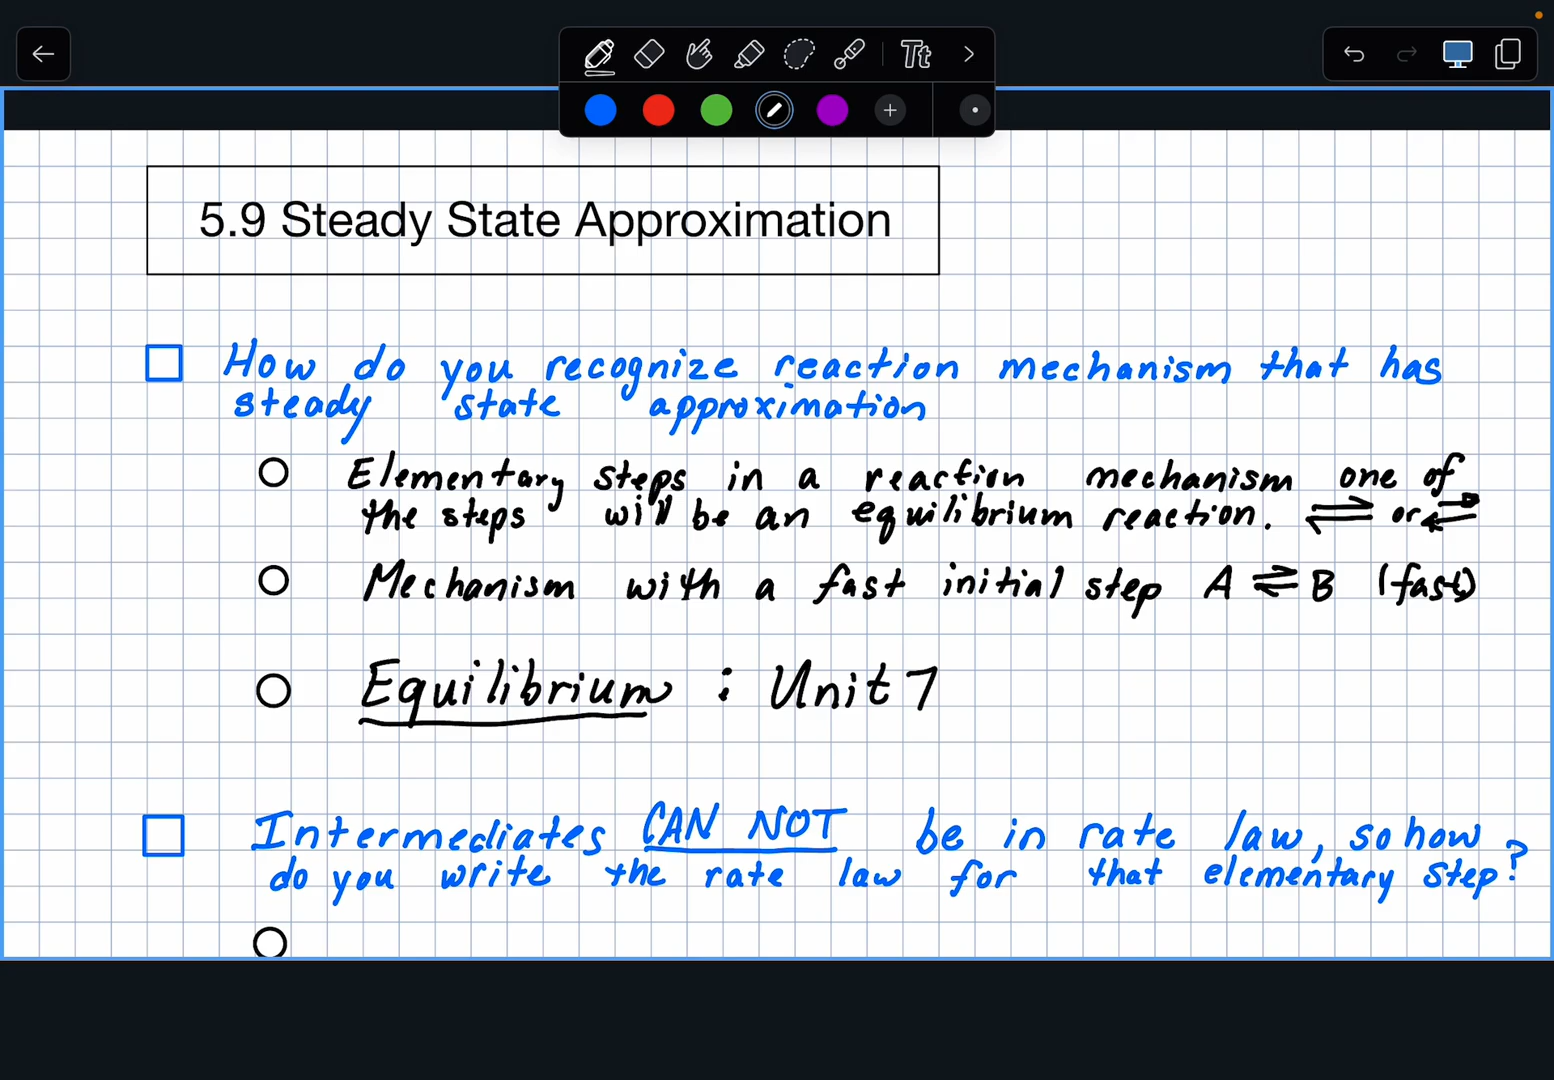 Tt
5.9 Steady State Approximation
How do you recognize reaction mechanism that has
steady state approximation
Elementary steps in a reaction mechanism one of
the steps will be an equilibrium reaction. ⇌ or ⇌
Mechanism with a fast initial step A ⇌ B (fast)
Equilibrium : Unit 7
Intermediates CAN NOT be in rate law, so how
do you write the rate law for that elementary step?